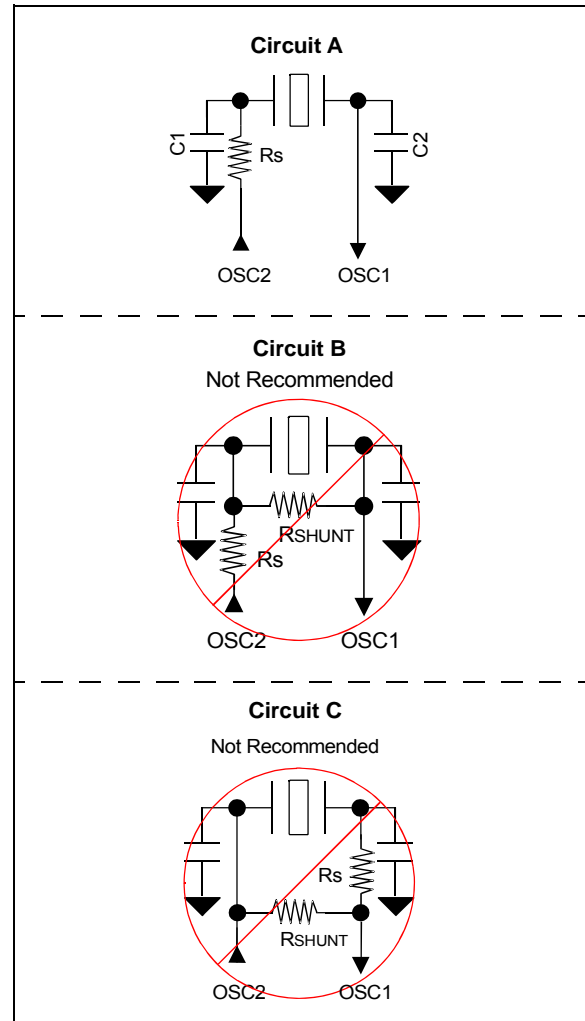 Circuit A
C1
Rs
C2
OSC2 OSC1
Circuit B
Not Recommended
RSHUNT
Rs
OSC2 OSC1
Circuit C
Not Recommended
Rs
RSHUNT
OSC2 OSC1